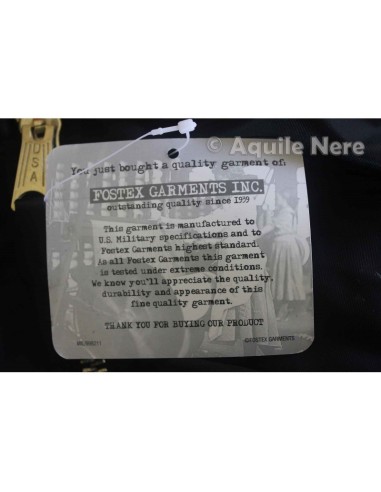 © Aquile Nere
USA
You just bought a quality garment of:
FOSTEX GARMENTS INC.
outstanding quality since 1939
This garment is manufactured to
U.S. Military specifications and to
Fostex Garments highest standard.
As all Fostex Garments this garment
is tested under extreme conditions.
We know you'll appreciate the quality,
durability and appearance of this
fine quality garment.
THANK YOU FOR BUYING OUR PRODUCT
©FOSTEX GARMENTS